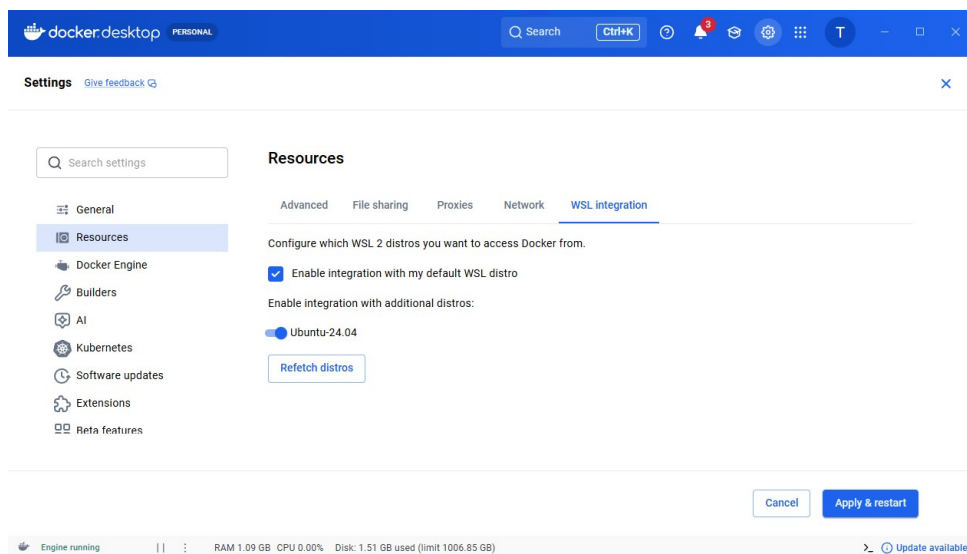 docker desktop PERSONAL Search Ctrl+K 3 T
Settings Give feedback
Search settings
General
Resources
Docker Engine
Builders
AI
Kubernetes
Software updates
Extensions
Beta features
Resources
Advanced File sharing Proxies Network WSL integration
Configure which WSL 2 distros you want to access Docker from.
Enable integration with my default WSL distro
Enable integration with additional distros:
Ubuntu-24.04
Refetch distros
Cancel Apply & restart
Engine running RAM 1.09 GB CPU 0.00% Disk: 1.51 GB used (limit 1006.85 GB) >_ Update available